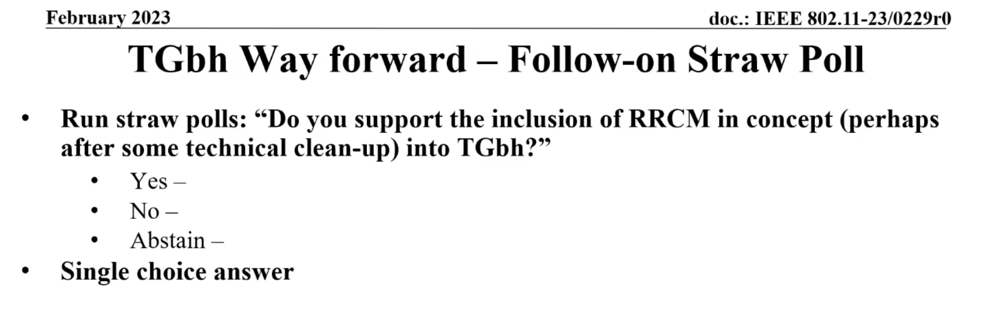 February 2023 doc.: IEEE 802.11-23/0229r0
TGbh Way forward – Follow-on Straw Poll
• Run straw polls: “Do you support the inclusion of RRCM in concept (perhaps
after some technical clean-up) into TGbh?”
• Yes –
• No –
• Abstain –
• Single choice answer